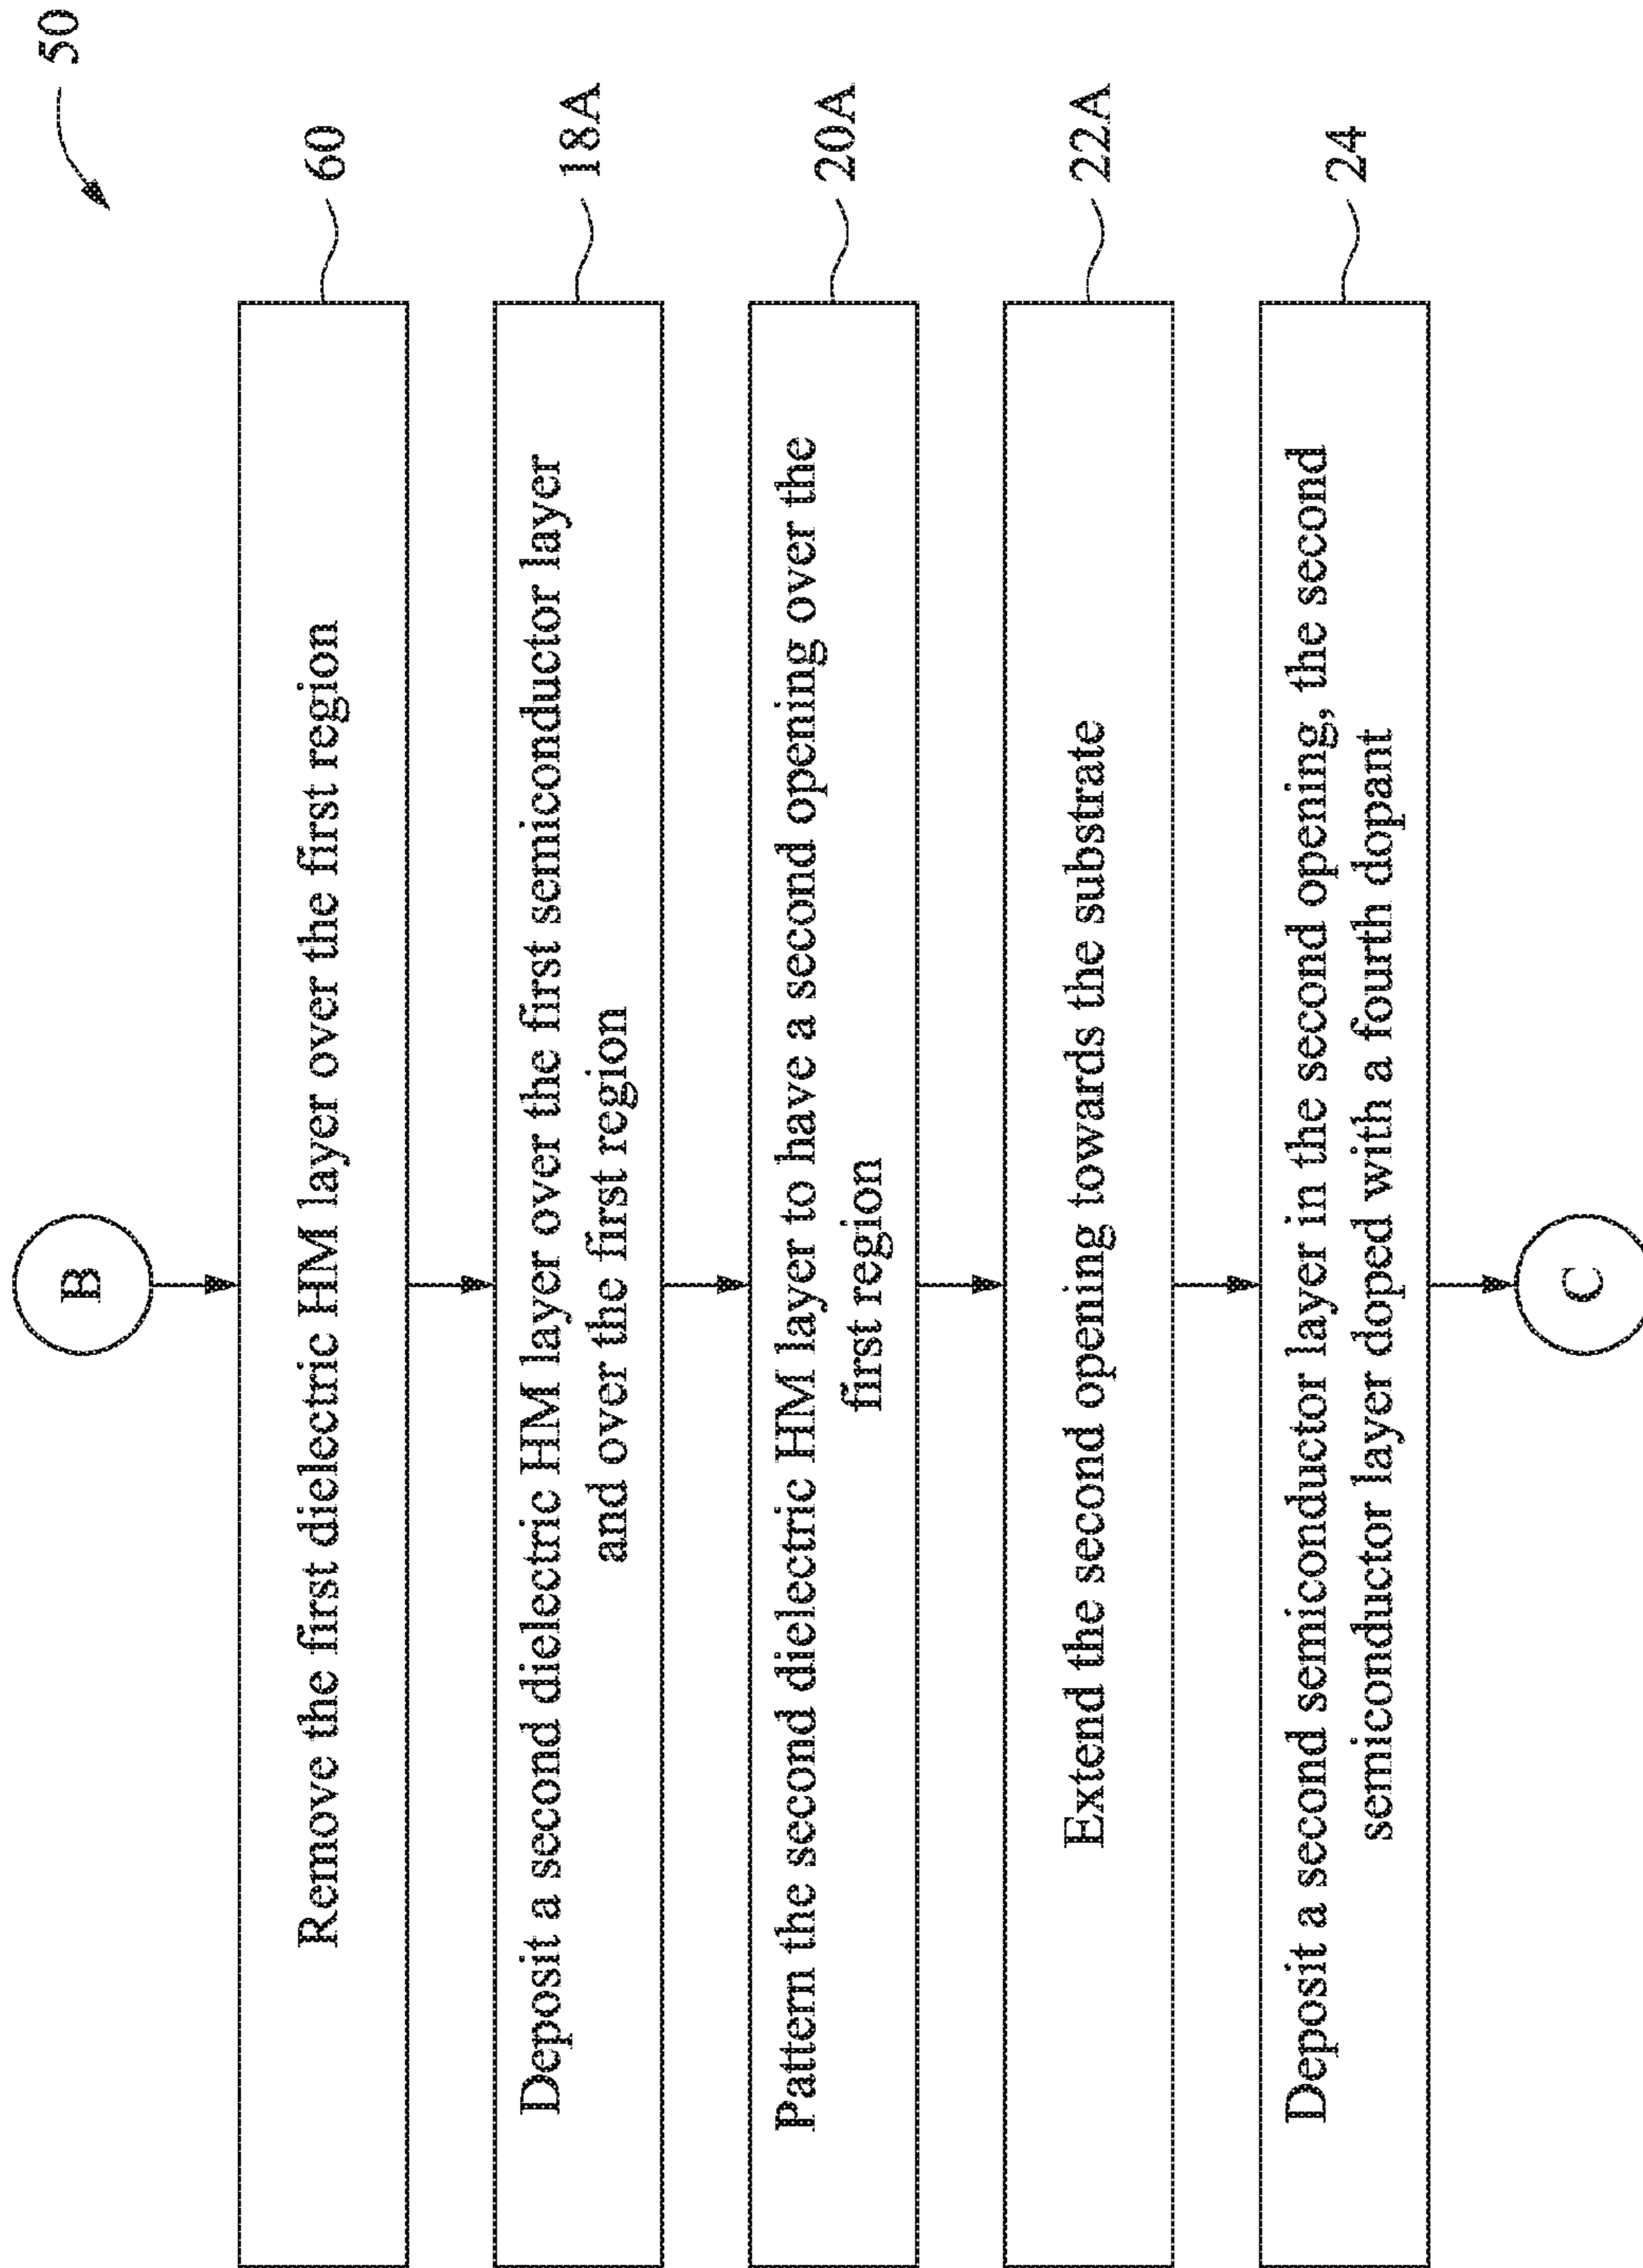 50
B
Remove the first dielectric HM layer over the first region
60
Deposit a second dielectric HM layer over the first semiconductor layer
and over the first region
18A
Pattern the second dielectric HM layer to have a second opening over the
first region
20A
Extend the second opening towards the substrate
22A
Deposit a second semiconductor layer in the second opening, the second
semiconductor layer doped with a fourth dopant
24
C